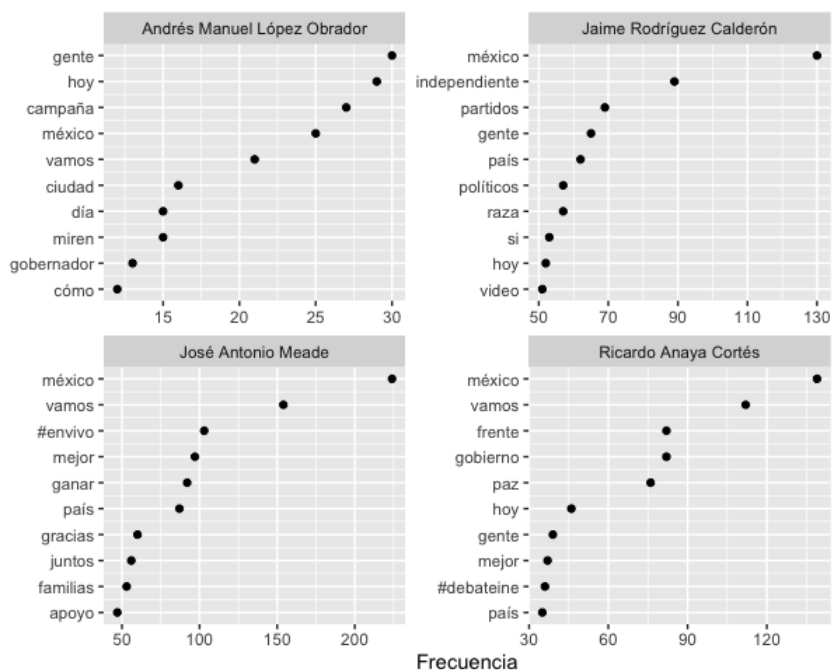 Andrés Manuel López Obrador
gente
hoy
campaña
méxico
vamos
ciudad
día
miren
gobernador
cómo
15 20 25 30
Jaime Rodríguez Calderón
méxico
independiente
partidos
gente
país
políticos
raza
si
hoy
video
50 70 90 110 130
José Antonio Meade
méxico
vamos
#envivo
mejor
ganar
país
gracias
juntos
familias
apoyo
50 100 150 200
Ricardo Anaya Cortés
méxico
vamos
frente
gobierno
paz
hoy
gente
mejor
#debateine
país
30 60 90 120
Frecuencia